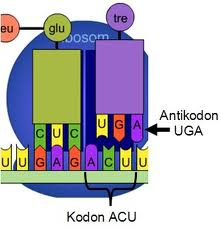 tre
eu
glu
osom
C U C
U G A
Antikodon
UGA
U U G A G A C U U
Kodon ACU